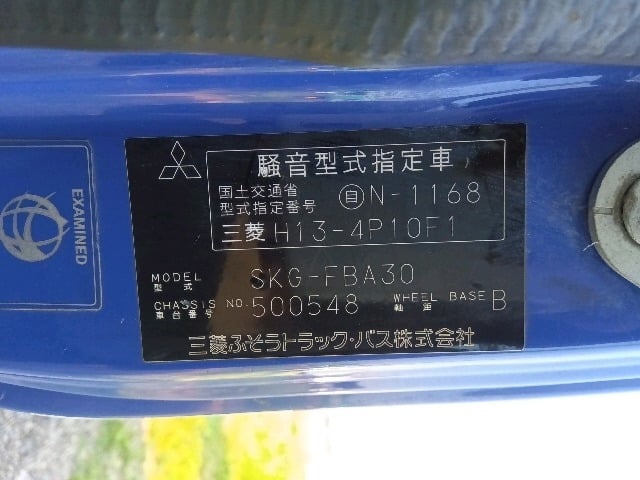 騒音型式指定車
国土交通省
型式指定番号 自N-1168
三菱 H13-4P10F1
MODEL
型式 SKG-FBA30
CHASSIS NO.
車台番号 500548 WHEEL BASE
軸距 B
三菱ふそうトラック・バス株式会社
EXAMINED